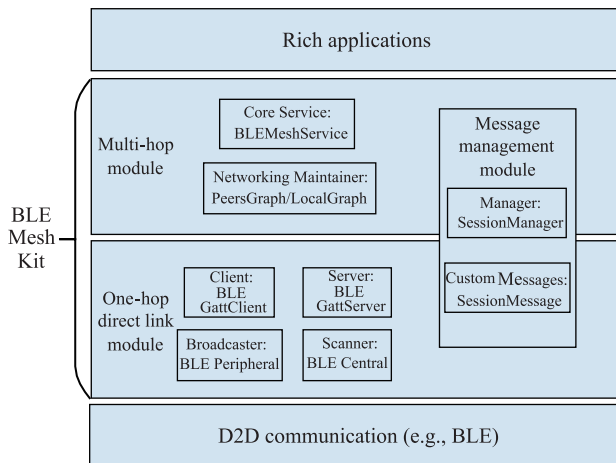 Rich applications
BLE
Mesh
Kit
Multi-hop
module
Core Service:
BLEMeshService
Networking Maintainer:
PeersGraph/LocalGraph
Message
management
module
Manager:
SessionManager
Custom Messages:
SessionMessage
One-hop
direct link
module
Client:
BLE
GattClient
Server:
BLE
GattServer
Broadcaster:
BLE Peripheral
Scanner:
BLE Central
D2D communication (e.g., BLE)